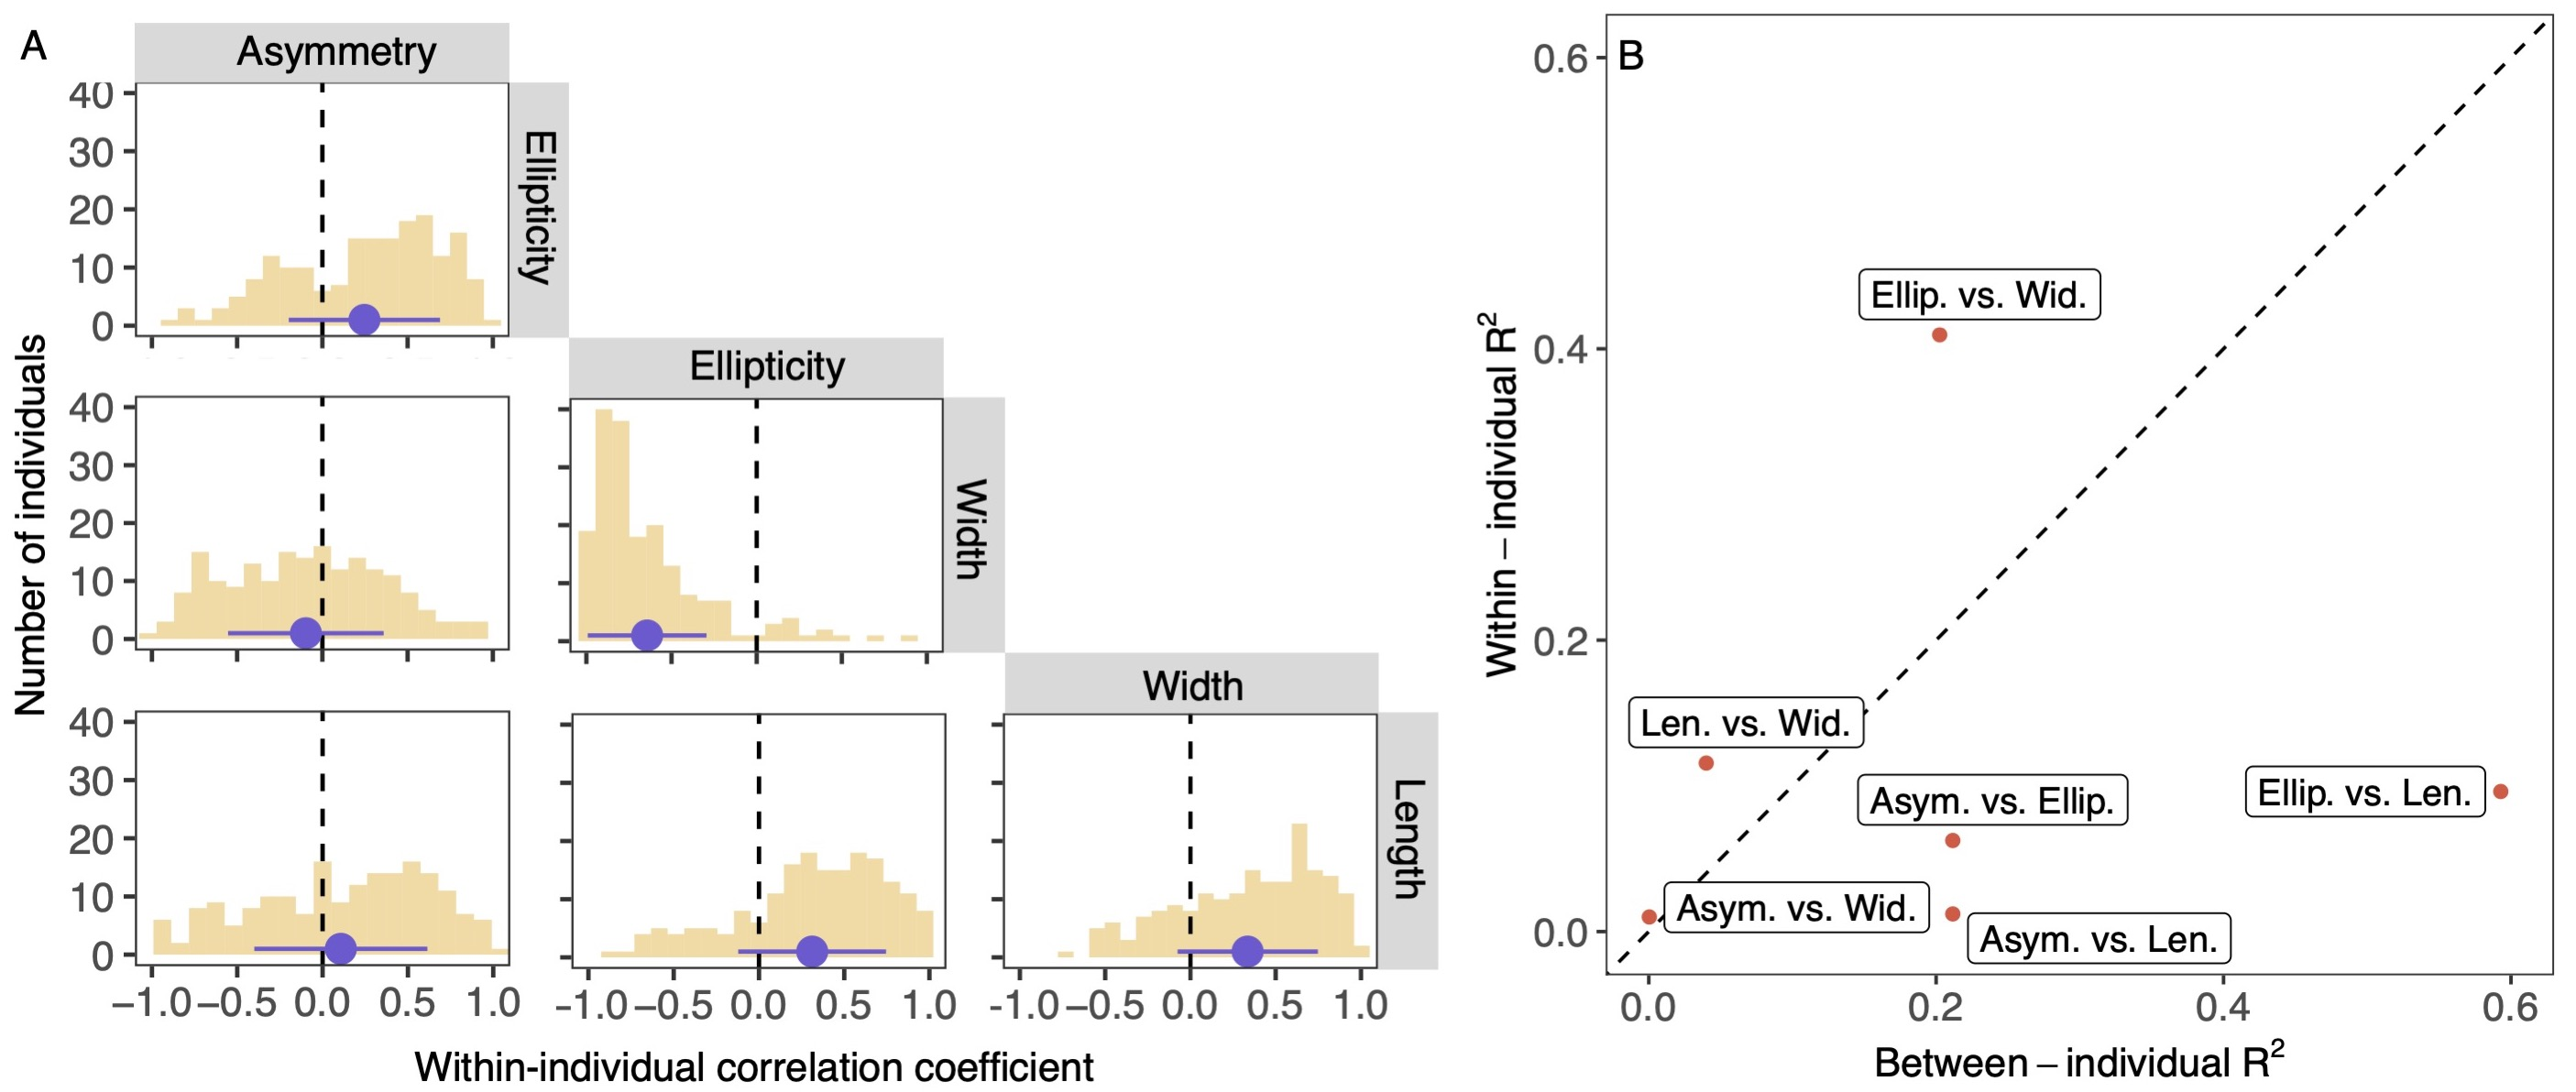 A
Asymmetry
40
30
20
10
0
Ellipticity
Ellipticity
Number of individuals
40
30
20
10
0
Width
Width
40
30
20
10
0
Length
−1.0 −0.5 0.0 0.5 1.0
-1.0 −0.5 0.0 0.5 1.0
-1.0 −0.5 0.0 0.5 1.0
Within-individual correlation coefficient
B
Within – individual R²
0.6
0.4
0.2
0.0
Ellip. vs. Wid.
Len. vs. Wid.
Asym. vs. Ellip.
Ellip. vs. Len.
Asym. vs. Wid.
Asym. vs. Len.
0.0 0.2 0.4 0.6
Between – individual R²